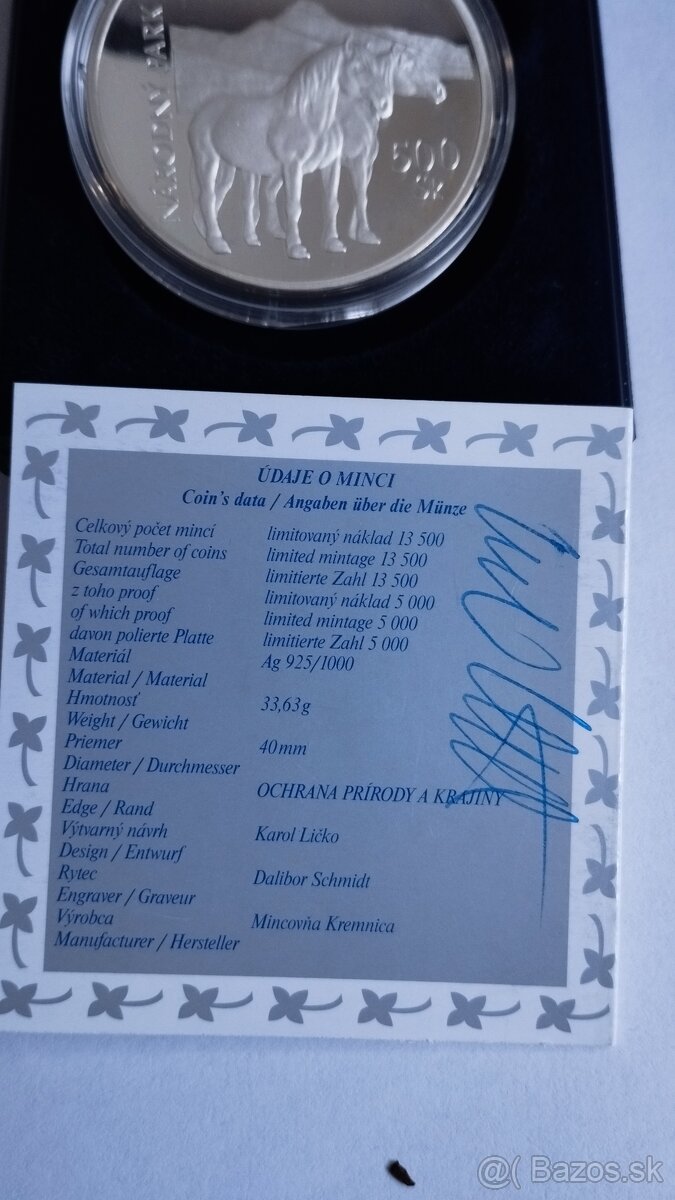 NÁRODNÝ PARK
500
Sk
ÚDAJE O MINCI
Coin's data / Angaben über die Münze
Celkový počet mincí
Total number of coins
Gesamtauflage
z toho proof
of which proof
davon polierte Platte
Materiál
Material / Material
Hmotnosť
Weight / Gewicht
Priemer
Diameter / Durchmesser
Hrana
Edge / Rand
Výtvarný návrh
Design / Entwurf
Rytec
Engraver / Graveur
Výrobca
Manufacturer / Hersteller
limitovaný náklad 13 500
limited mintage 13 500
limitierte Zahl 13 500
limitovaný náklad 5 000
limited mintage 5 000
limitierte Zahl 5 000
Ag 925/1000
33,63g
40mm
OCHRANA PRÍRODY A KRAJINY
Karol Ličko
Dalibor Schmidt
Mincovňa Kremnica
@( Bazos.sk